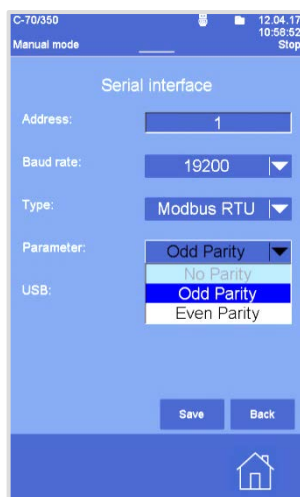 C-70/350
12.04.17
10:58:52
Manual mode
Stop
Serial interface
Address:
1
Baud rate:
19200
Type:
Modbus RTU
Parameter:
Odd Parity
No Parity
Odd Parity
Even Parity
USB:
Save
Back